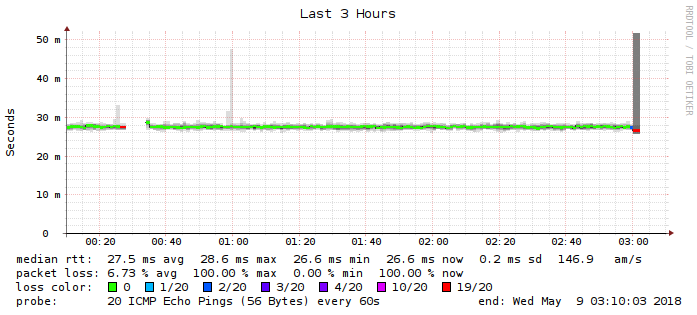 Last 3 Hours
RRDTOOL / TOBI OETIKER
Seconds
50 m
40 m
30 m
20 m
10 m
0
00:20 00:40 01:00 01:20 01:40 02:00 02:20 02:40 03:00
median rtt: 27.5 ms avg 28.6 ms max 26.6 ms min 26.6 ms now 0.2 ms sd 146.9 am/s
packet loss: 6.73 % avg 100.00 % max 0.00 % min 100.00 % now
loss color: 0 1/20 2/20 3/20 4/20 10/20 19/20
probe: 20 ICMP Echo Pings (56 Bytes) every 60s end: Wed May 9 03:10:03 2018